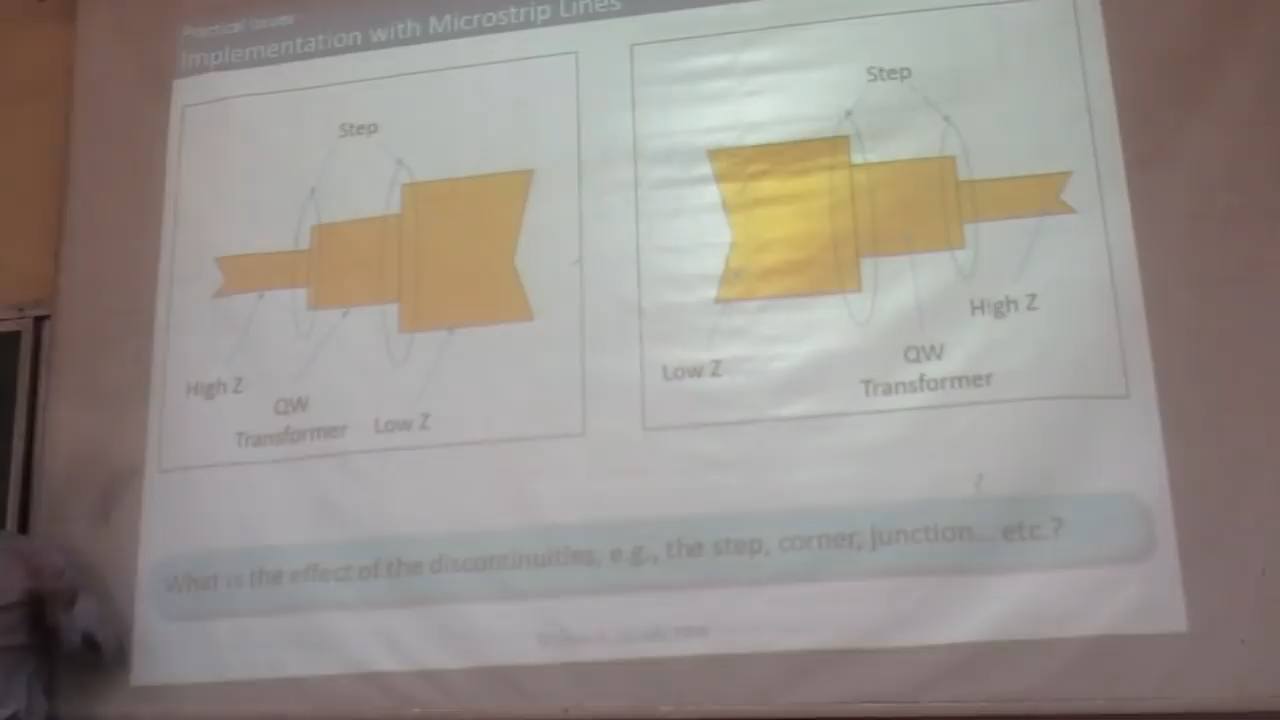 Practical Issues
Implementation with Microstrip Lines
Step
High Z
QW
Transformer
Low Z
Step
Low Z
QW
Transformer
High Z
What is the effect of the discontinuities, e.g., the step, corner, junction... etc.?